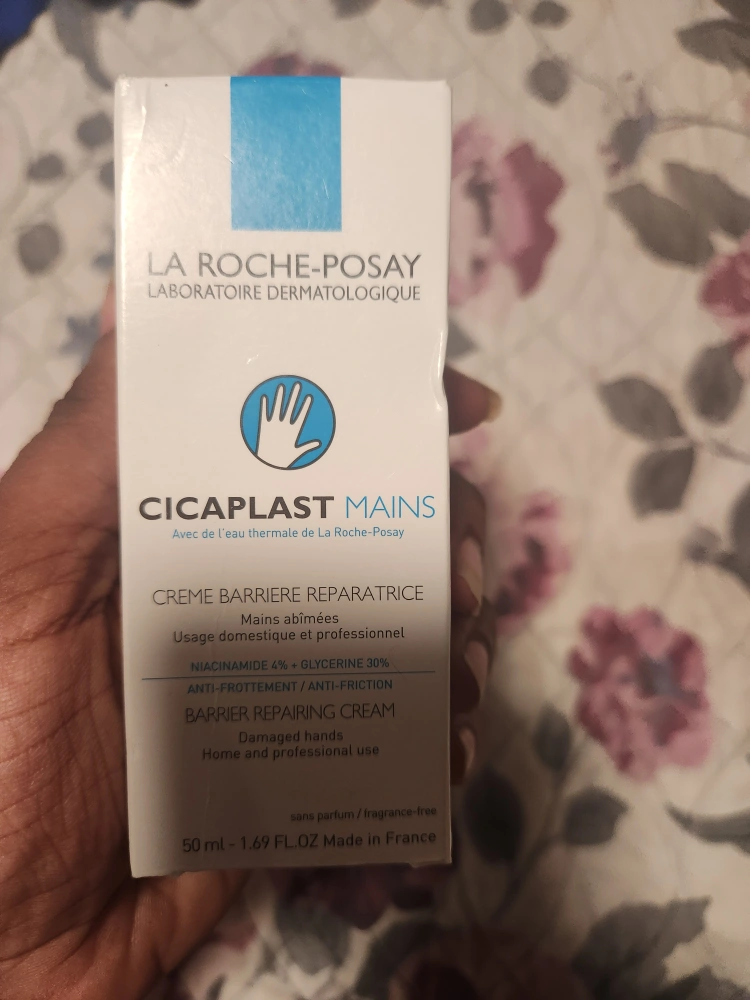 LA ROCHE-POSAY
LABORATOIRE DERMATOLOGIQUE
CICAPLAST MAINS
Avec de l'eau thermale de La Roche-Posay
CREME BARRIERE REPARATRICE
Mains abîmées
Usage domestique et professionnel
NIACINAMIDE 4% + GLYCERINE 30%
ANTI-FROTTEMENT / ANTI-FRICTION
BARRIER REPAIRING CREAM
Damaged hands
Home and professional use
sans parfum / fragrance-free
50 ml - 1.69 FL.OZ Made in France